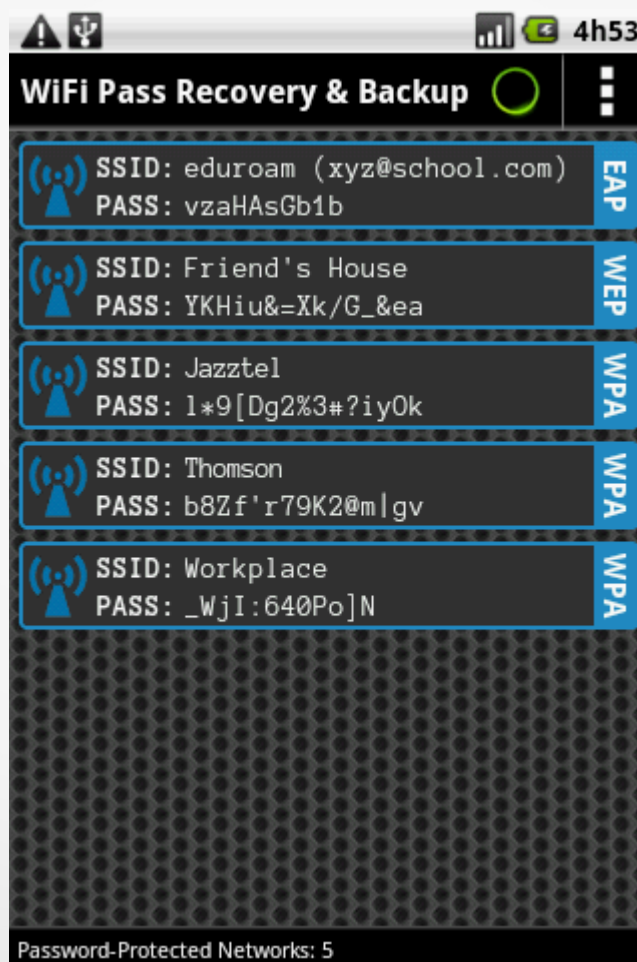 4h53
WiFi Pass Recovery & Backup
SSID: eduroam (xyz@school.com)
PASS: vzaHAsGb1b
EAP
SSID: Friend's House
PASS: YKHiu&=Xk/G_&ea
WEP
SSID: Jazztel
PASS: l*9[Dg2%3#?iyOk
WPA
SSID: Thomson
PASS: b8Zf'r79K2@m|gv
WPA
SSID: Workplace
PASS: _WjI:640Po]N
WPA
Password-Protected Networks: 5